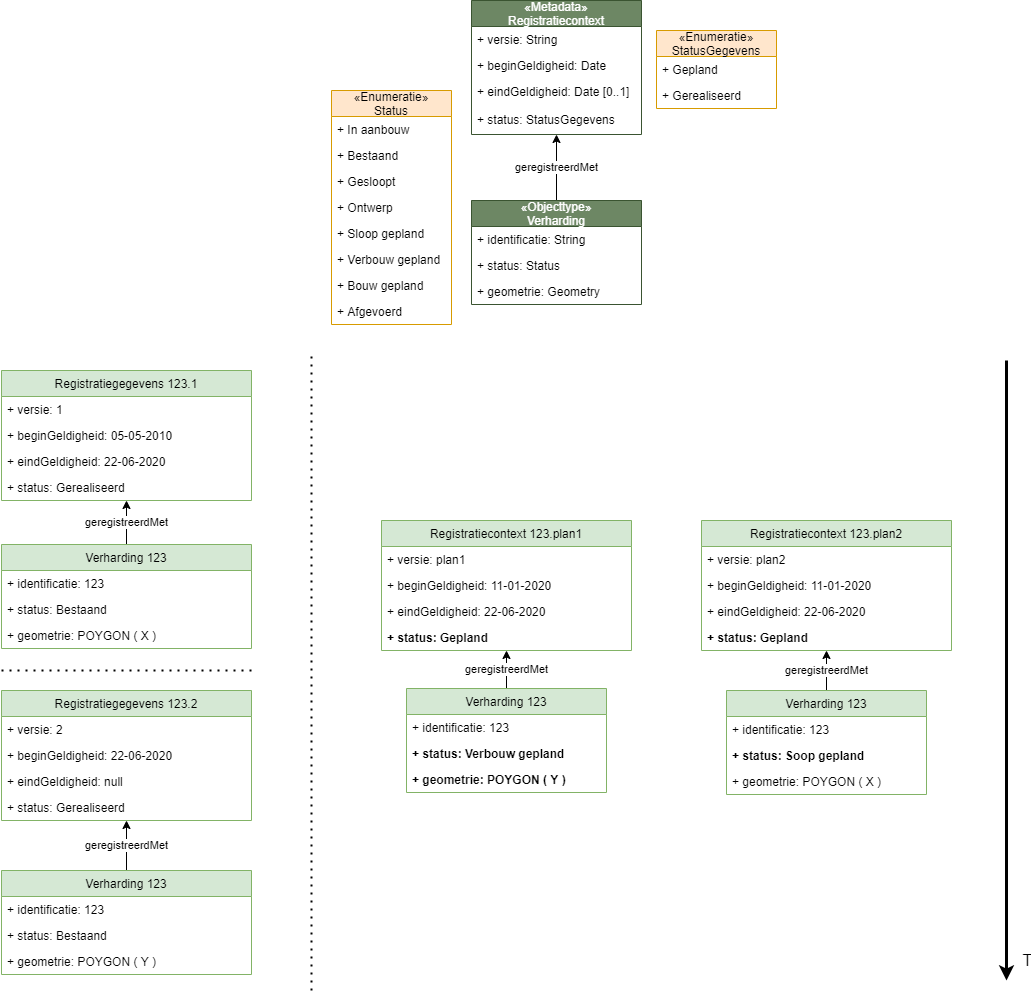 «Metadata»
Registratiecontext
+ versie: String
+ beginGeldigheid: Date
+ eindGeldigheid: Date [0..1]
+ status: StatusGegevens
«Enumeratie»
StatusGegevens
+ Gepland
+ Gerealiseerd
«Enumeratie»
Status
+ In aanbouw
+ Bestaand
+ Gesloopt
+ Ontwerp
+ Sloop gepland
+ Verbouw gepland
+ Bouw gepland
+ Afgevoerd
geregistreerdMet
«Objecttype»
Verharding
+ identificatie: String
+ status: Status
+ geometrie: Geometry
Registratiegegevens 123.1
+ versie: 1
+ beginGeldigheid: 05-05-2010
+ eindGeldigheid: 22-06-2020
+ status: Gerealiseerd
geregistreerdMet
Verharding 123
+ identificatie: 123
+ status: Bestaand
+ geometrie: POYGON ( X )
Registratiegegevens 123.2
+ versie: 2
+ beginGeldigheid: 22-06-2020
+ eindGeldigheid: null
+ status: Gerealiseerd
geregistreerdMet
Verharding 123
+ identificatie: 123
+ status: Bestaand
+ geometrie: POYGON ( Y )
Registratiecontext 123.plan1
+ versie: plan1
+ beginGeldigheid: 11-01-2020
+ eindGeldigheid: 22-06-2020
+ status: Gepland
geregistreerdMet
Verharding 123
+ identificatie: 123
+ status: Verbouw gepland
+ geometrie: POYGON ( Y )
Registratiecontext 123.plan2
+ versie: plan2
+ beginGeldigheid: 11-01-2020
+ eindGeldigheid: 22-06-2020
+ status: Gepland
geregistreerdMet
Verharding 123
+ identificatie: 123
+ status: Soop gepland
+ geometrie: POYGON ( X )
T